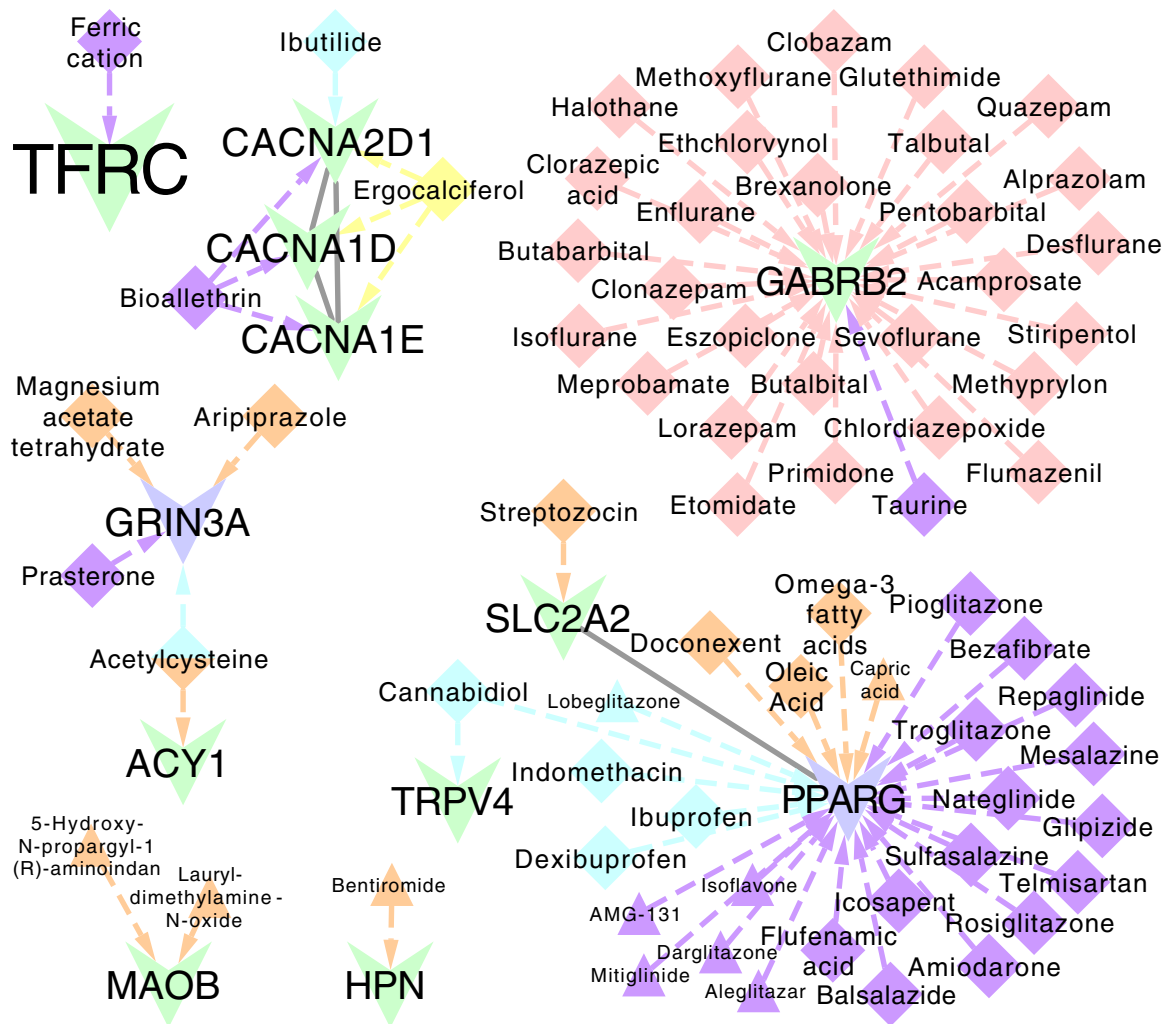 Ferric
cation
TFRC
Ibutilide
CACNA2D1
Ergocalciferol
CACNA1D
Bioallethrin
CACNA1E
Clobazam
Methoxyflurane
Glutethimide
Halothane
Quazepam
Ethchlorvynol
Talbutal
Clorazepic
acid
Brexanolone
Alprazolam
Enflurane
Pentobarbital
Butabarbital
Desflurane
Clonazepam
GABRB2
Acamprosate
Isoflurane
Eszopiclone
Sevoflurane
Stiripentol
Meprobamate
Butalbital
Methyprylon
Lorazepam
Chlordiazepoxide
Primidone
Flumazenil
Etomidate
Taurine
Magnesium
acetate
tetrahydrate
Aripiprazole
GRIN3A
Prasterone
Acetylcysteine
ACY1
Streptozocin
SLC2A2
Cannabidiol
TRPV4
Lobeglitazone
Indomethacin
Ibuprofen
Dexibuprofen
Doconexent
Omega-3
fatty
acids
Oleic
Acid
Capric
acid
Pioglitazone
Bezafibrate
Repaglinide
Troglitazone
Mesalazine
PPARG
Nateglinide
Glipizide
Sulfasalazine
Telmisartan
Icosapent
Rosiglitazone
Isoflavone
AMG-131
Darglitazone
Flufenamic
acid
Amiodarone
Mitiglinide
Aleglitazar
Balsalazide
5-Hydroxy-
N-propargyl-1
(R)-aminoindan
Lauryl-
dimethylamine-
N-oxide
MAOB
Bentiromide
HPN